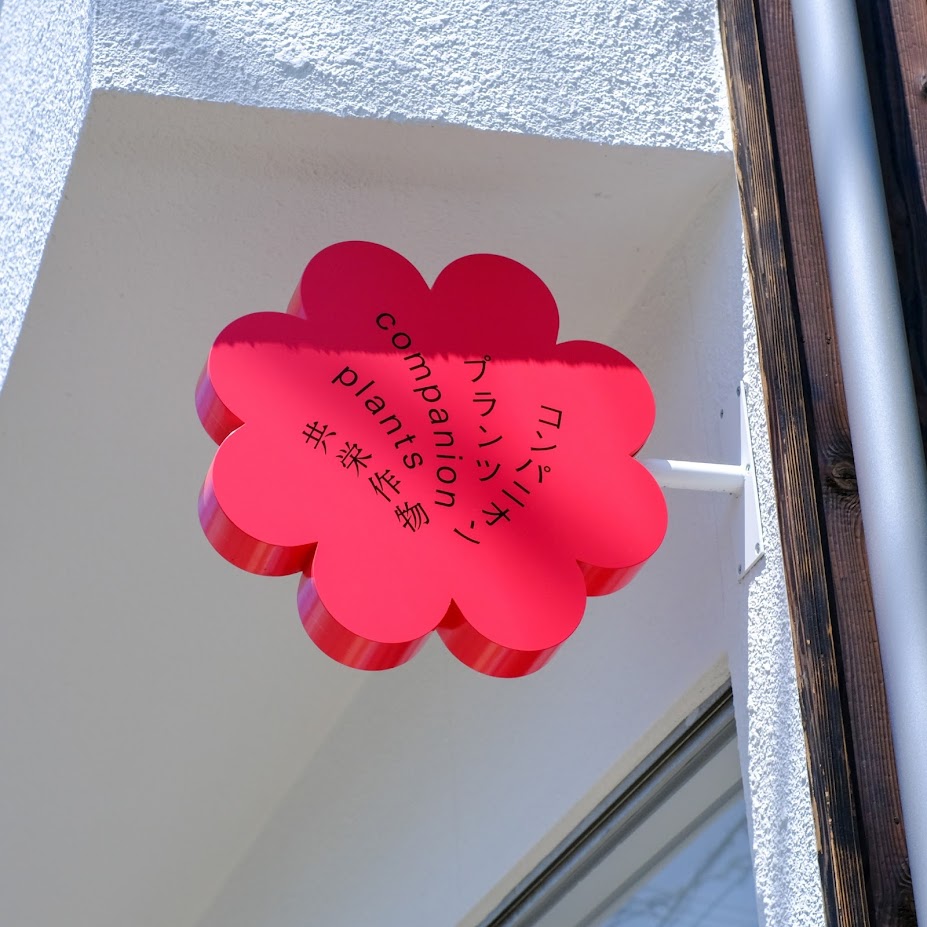 コンパニオン
プランツ
companion
plants
共栄作物